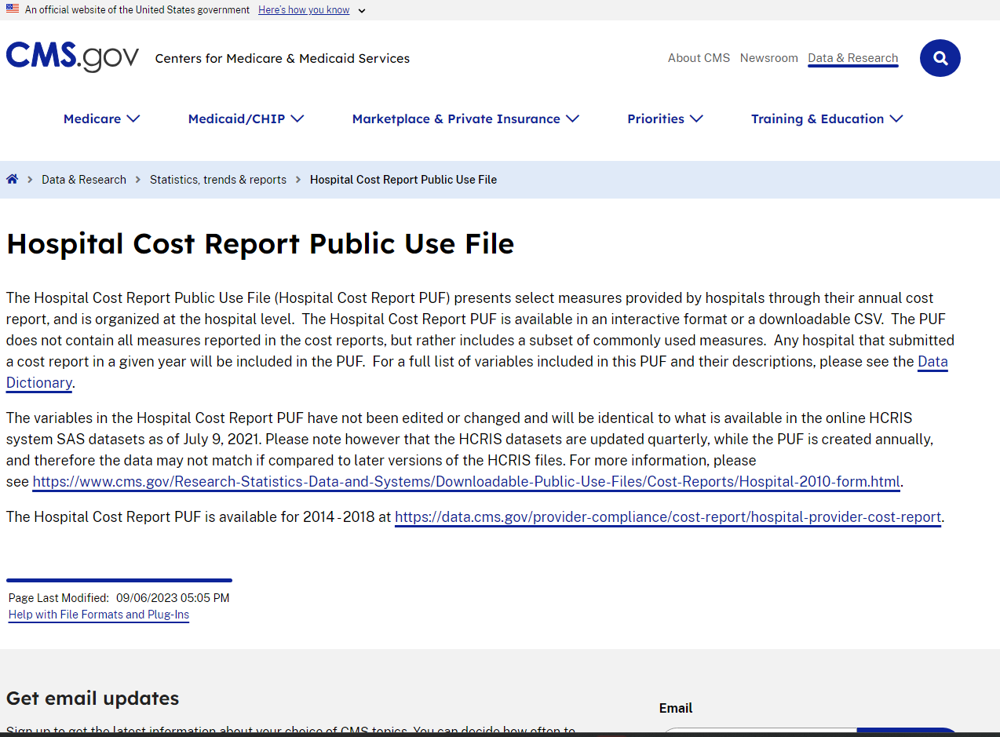 An official website of the United States government Here's how you know
CMS.gov Centers for Medicare & Medicaid Services
About CMS Newsroom Data & Research
Medicare Medicaid/CHIP Marketplace & Private Insurance Priorities Training & Education
Data & Research Statistics, trends & reports Hospital Cost Report Public Use File
Hospital Cost Report Public Use File
The Hospital Cost Report Public Use File (Hospital Cost Report PUF) presents select measures provided by hospitals through their annual cost
report, and is organized at the hospital level.  The Hospital Cost Report PUF is available in an interactive format or a downloadable CSV.  The PUF
does not contain all measures reported in the cost reports, but rather includes a subset of commonly used measures.  Any hospital that submitted
a cost report in a given year will be included in the PUF.  For a full list of variables included in this PUF and their descriptions, please see the Data
Dictionary.
The variables in the Hospital Cost Report PUF have not been edited or changed and will be identical to what is available in the online HCRIS
system SAS datasets as of July 9, 2021. Please note however that the HCRIS datasets are updated quarterly, while the PUF is created annually,
and therefore the data may not match if compared to later versions of the HCRIS files. For more information, please
see https://www.cms.gov/Research-Statistics-Data-and-Systems/Downloadable-Public-Use-Files/Cost-Reports/Hospital-2010-form.html.
The Hospital Cost Report PUF is available for 2014-2018 at https://data.cms.gov/provider-compliance/cost-report/hospital-provider-cost-report.
Page Last Modified: 09/06/2023 05:05 PM
Help with File Formats and Plug-Ins
Get email updates
Email
Sign up to get the latest information about your choice of CMS topics. You can decide how often to